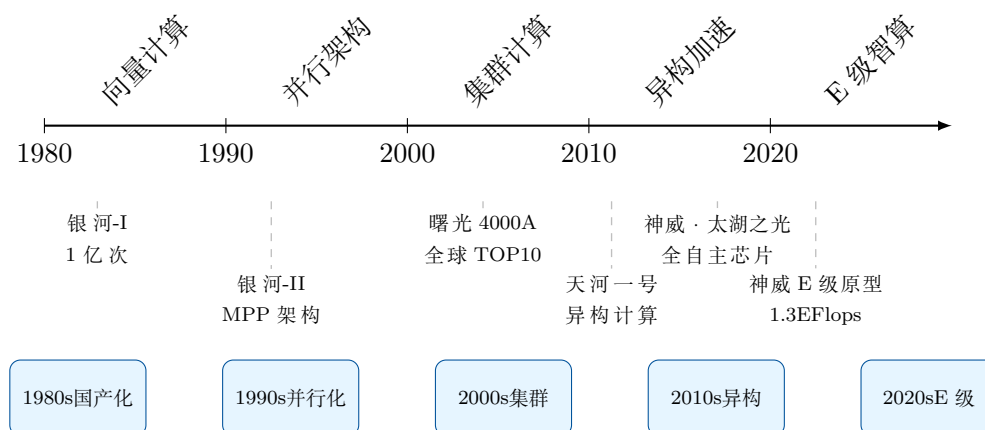 向量计算
并行架构
集群计算
异构加速
E 级智算
1980
1990
2000
2010
2020
银河-I
1 亿次
曙光 4000A
全球 TOP10
神威 · 太湖之光
全自主芯片
银河-II
MPP 架构
天河一号
异构计算
神威 E 级原型
1.3EFlops
1980s国产化
1990s并行化
2000s集群
2010s异构
2020sE 级